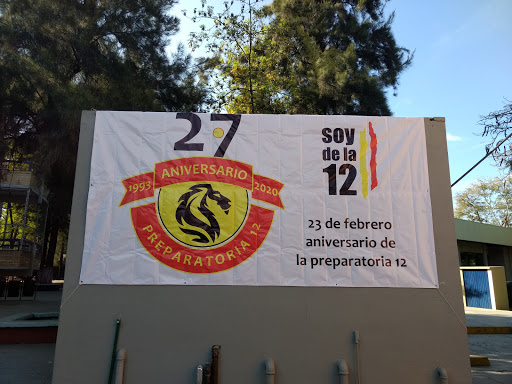 27
ANIVERSARIO
1993 2020
PREPARATORIA 12
soy
de la
12
23 de febrero
aniversario de
la preparatoria 12